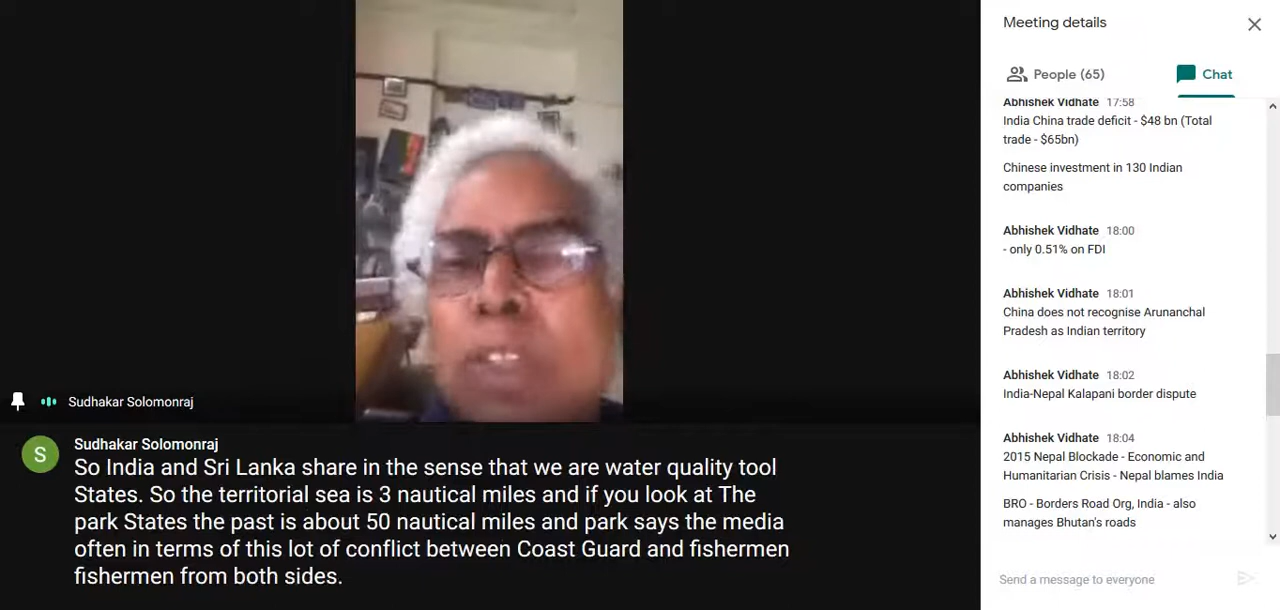 Sudhakar Solomonraj
S
Sudhakar Solomonraj
So India and Sri Lanka share in the sense that we are water quality tool
States. So the territorial sea is 3 nautical miles and if you look at The
park States the past is about 50 nautical miles and park says the media
often in terms of this lot of conflict between Coast Guard and fishermen
fishermen from both sides.
Meeting details
People (65)
Chat
Abhishek Vidhate 17:58
India China trade deficit - $48 bn (Total
trade - $65bn)
Chinese investment in 130 Indian
companies
Abhishek Vidhate 18:00
- only 0.51% on FDI
Abhishek Vidhate 18:01
China does not recognise Arunanchal
Pradesh as Indian territory
Abhishek Vidhate 18:02
India-Nepal Kalapani border dispute
Abhishek Vidhate 18:04
2015 Nepal Blockade - Economic and
Humanitarian Crisis - Nepal blames India
BRO - Borders Road Org, India - also
manages Bhutan's roads
Send a message to everyone